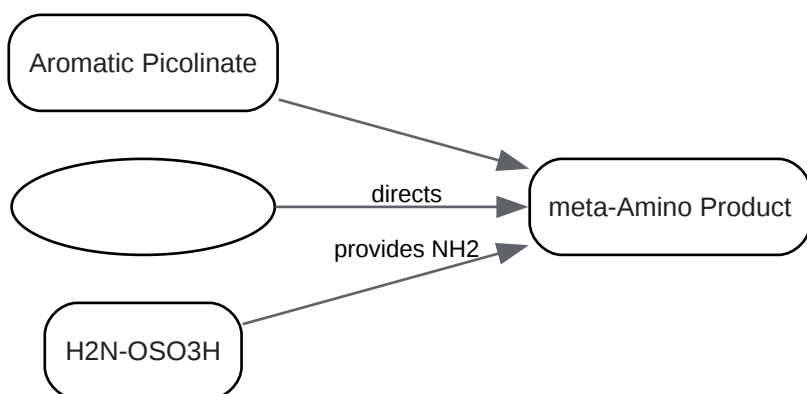 Aromatic Picolinate
directs
meta-Amino Product
provides NH2
H2N-OSO3H